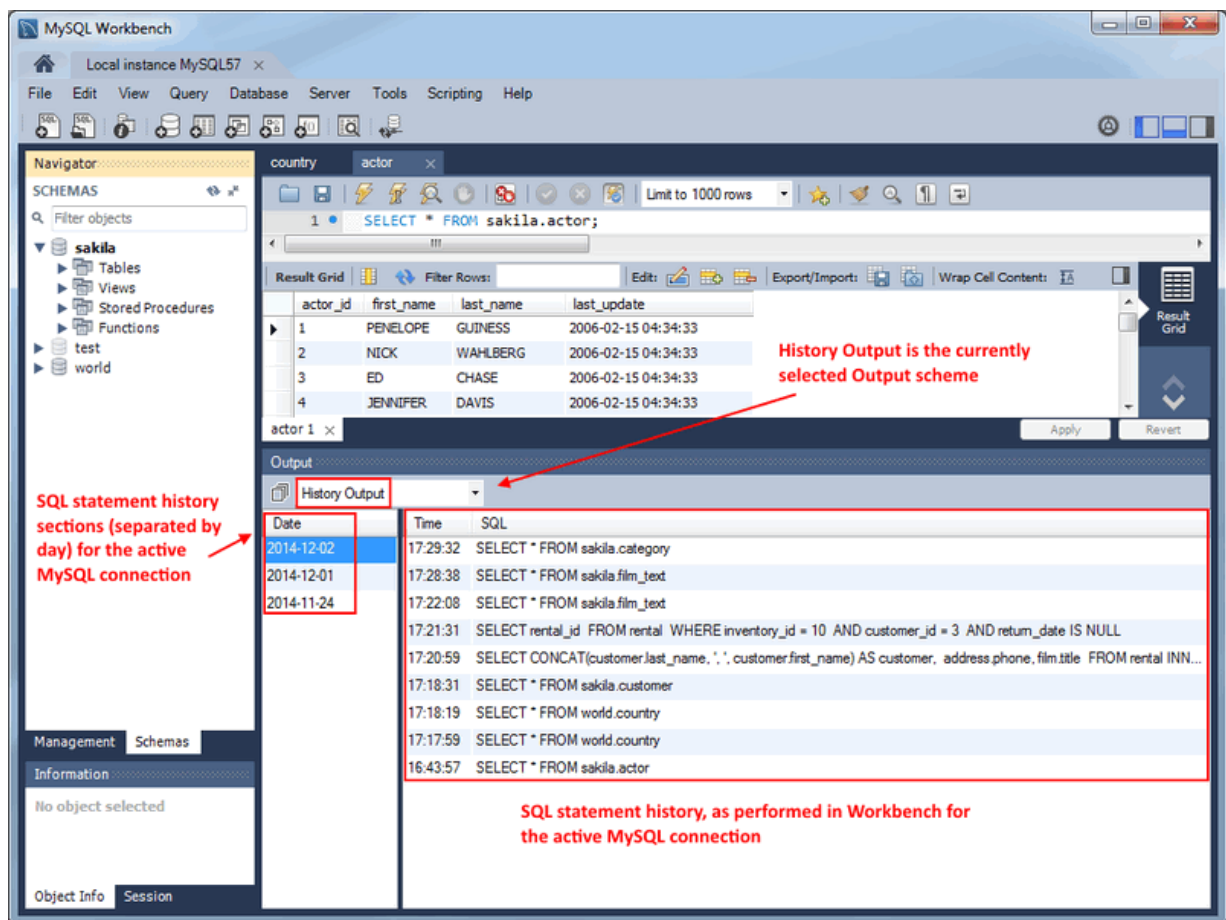 MySQL Workbench
Local instance MySQL57
File Edit View Query Database Server Tools Scripting Help
Navigator
SCHEMAS
Filter objects
sakila
Tables
Views
Stored Procedures
Functions
test
world
SQL statement history
sections (separated by
day) for the active
MySQL connection
Management Schemas
Information
No object selected
Object Info Session
country actor
Limit to 1000 rows
1 SELECT * FROM sakila.actor;
Result Grid Filter Rows: Edit: Export/Import: Wrap Cell Content:
actor_id first_name last_name last_update
1 PENELOPE GUINESS 2006-02-15 04:34:33
2 NICK WAHLBERG 2006-02-15 04:34:33
3 ED CHASE 2006-02-15 04:34:33
4 JENNIFER DAVIS 2006-02-15 04:34:33
Result
Grid
History Output is the currently
selected Output scheme
actor 1 Apply Revert
Output
History Output
Date
2014-12-02
2014-12-01
2014-11-24
Time SQL
17:29:32 SELECT * FROM sakila.category
17:28:38 SELECT * FROM sakila.film_text
17:22:08 SELECT * FROM sakila.film_text
17:21:31 SELECT rental_id FROM rental WHERE inventory_id = 10 AND customer_id = 3 AND return_date IS NULL
17:20:59 SELECT CONCAT(customer.last_name, ', ', customer.first_name) AS customer, address.phone, film.title FROM rental INN...
17:18:31 SELECT * FROM sakila.customer
17:18:19 SELECT * FROM world.country
17:17:59 SELECT * FROM world.country
16:43:57 SELECT * FROM sakila.actor
SQL statement history, as performed in Workbench for
the active MySQL connection